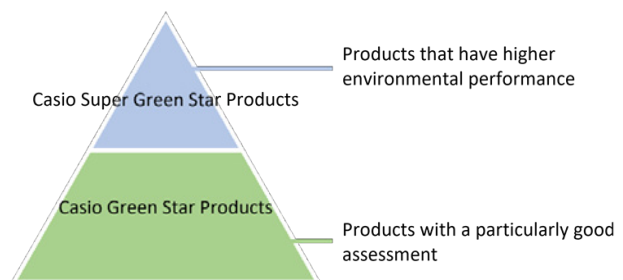 Products that have higher
environmental performance
Casio Super Green Star Products
Casio Green Star Products
Products with a particularly good
assessment